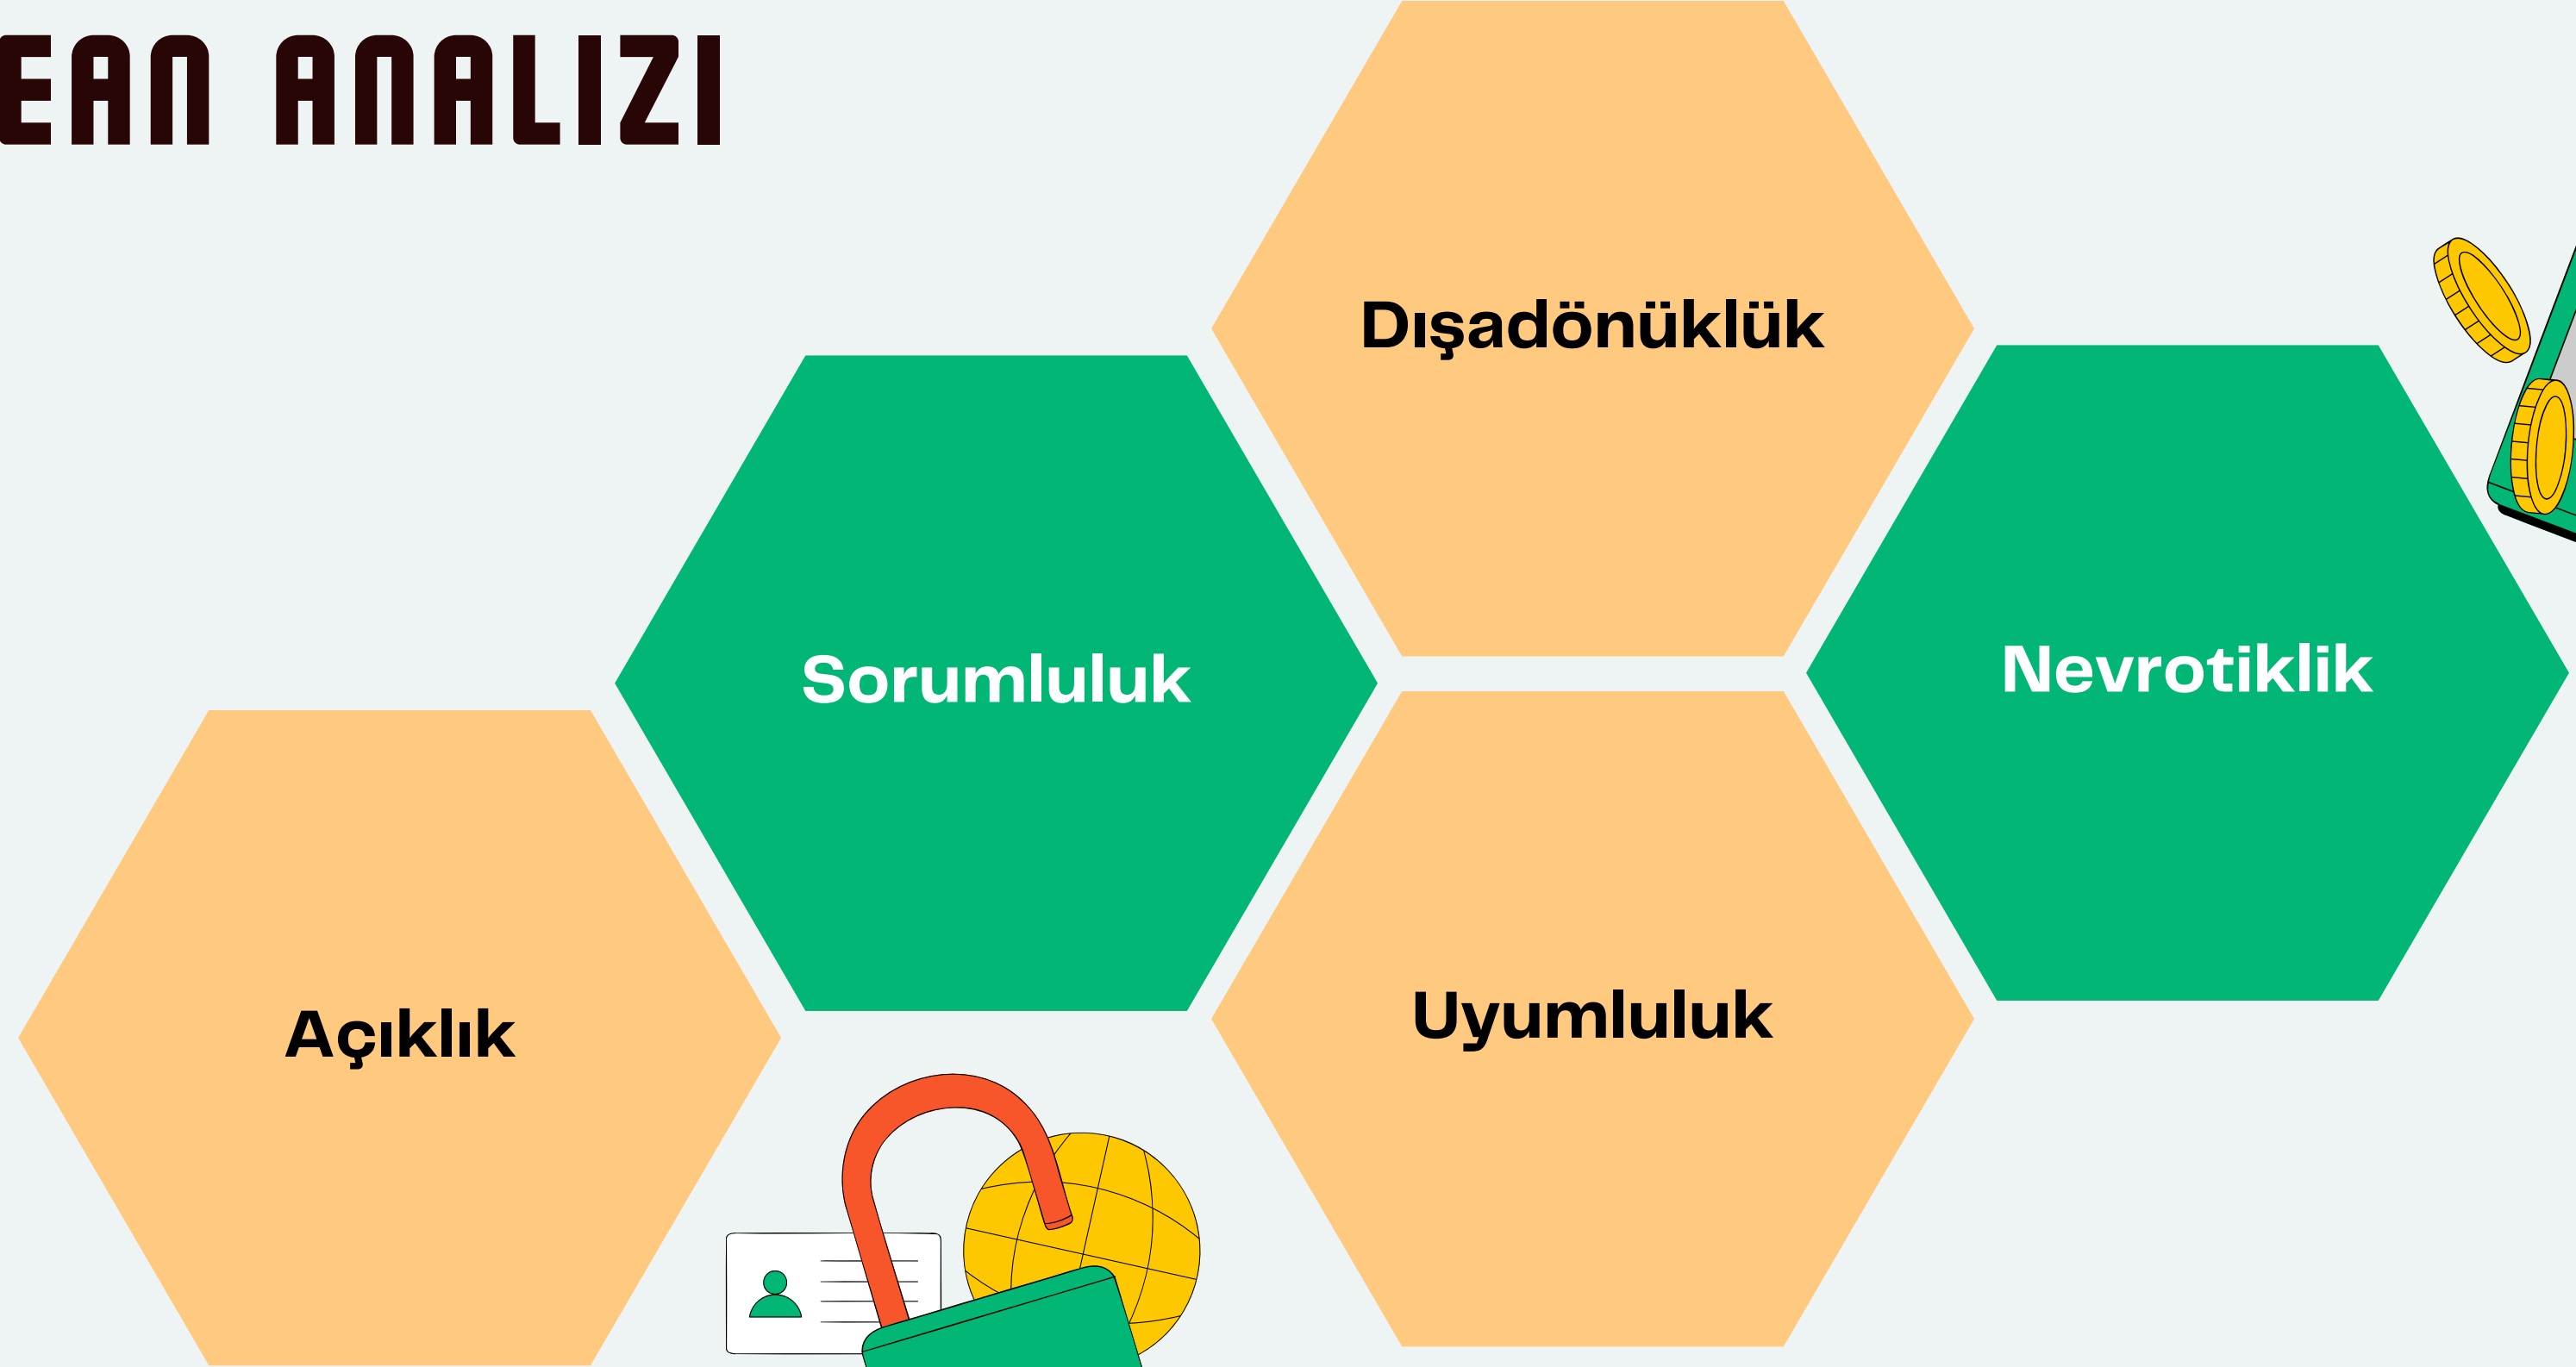 EAN ANALIZI
Dışadönüklük
Sorumluluk
Nevrotiklik
Açıklık
Uyumluluk